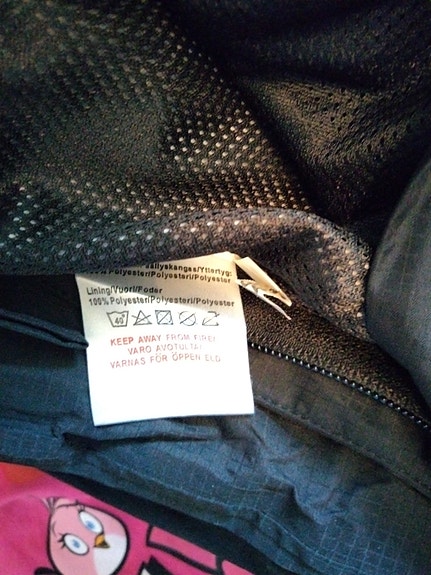 100% Polyester/Polyesteri/Polyester
Lining/Vuori/Foder
100% Polyester/Polyesteri/Polyester
40
KEEP AWAY FROM FIRE!
VARO AVOTULTA!
VARNAS FÖR ÖPPEN ELD